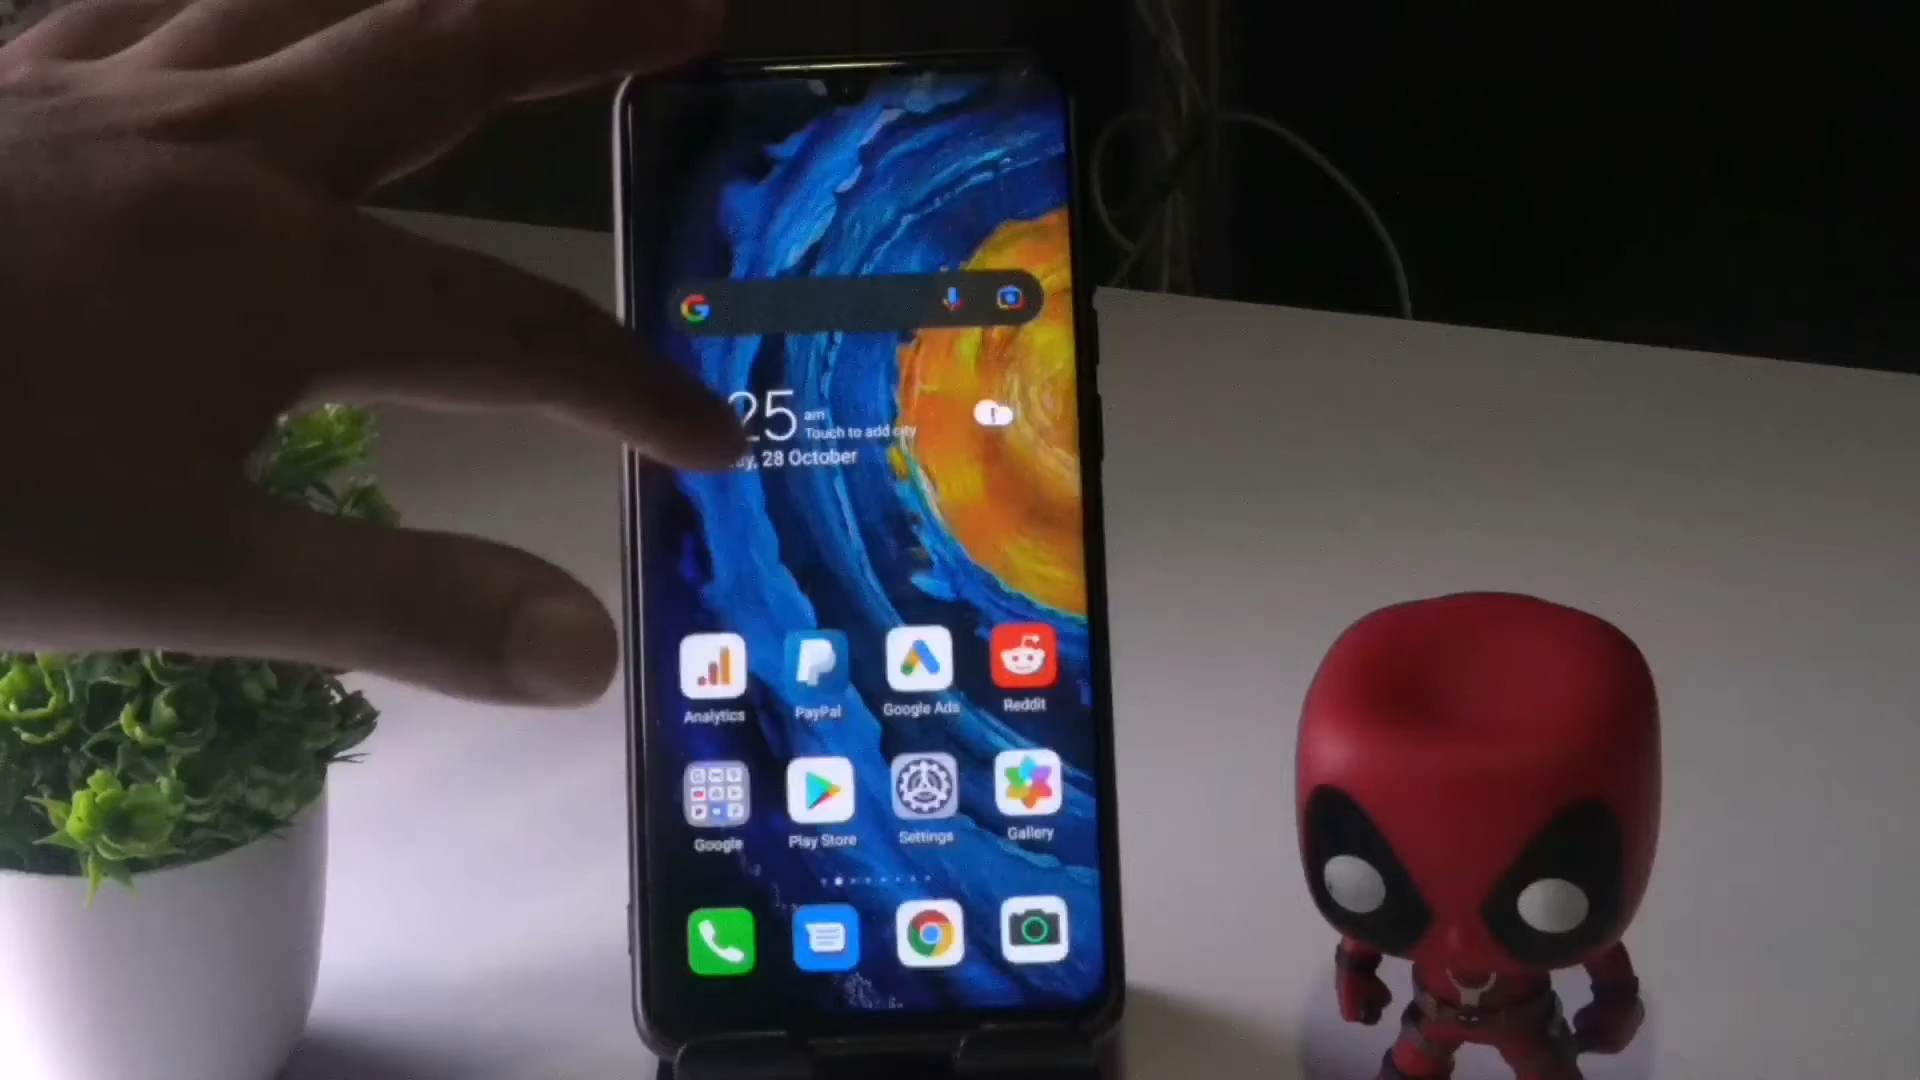 25 am
Touch to add city
28 October
Analytics
PayPal
Google Ads
Reddit
Google
Play Store
Settings
Gallery